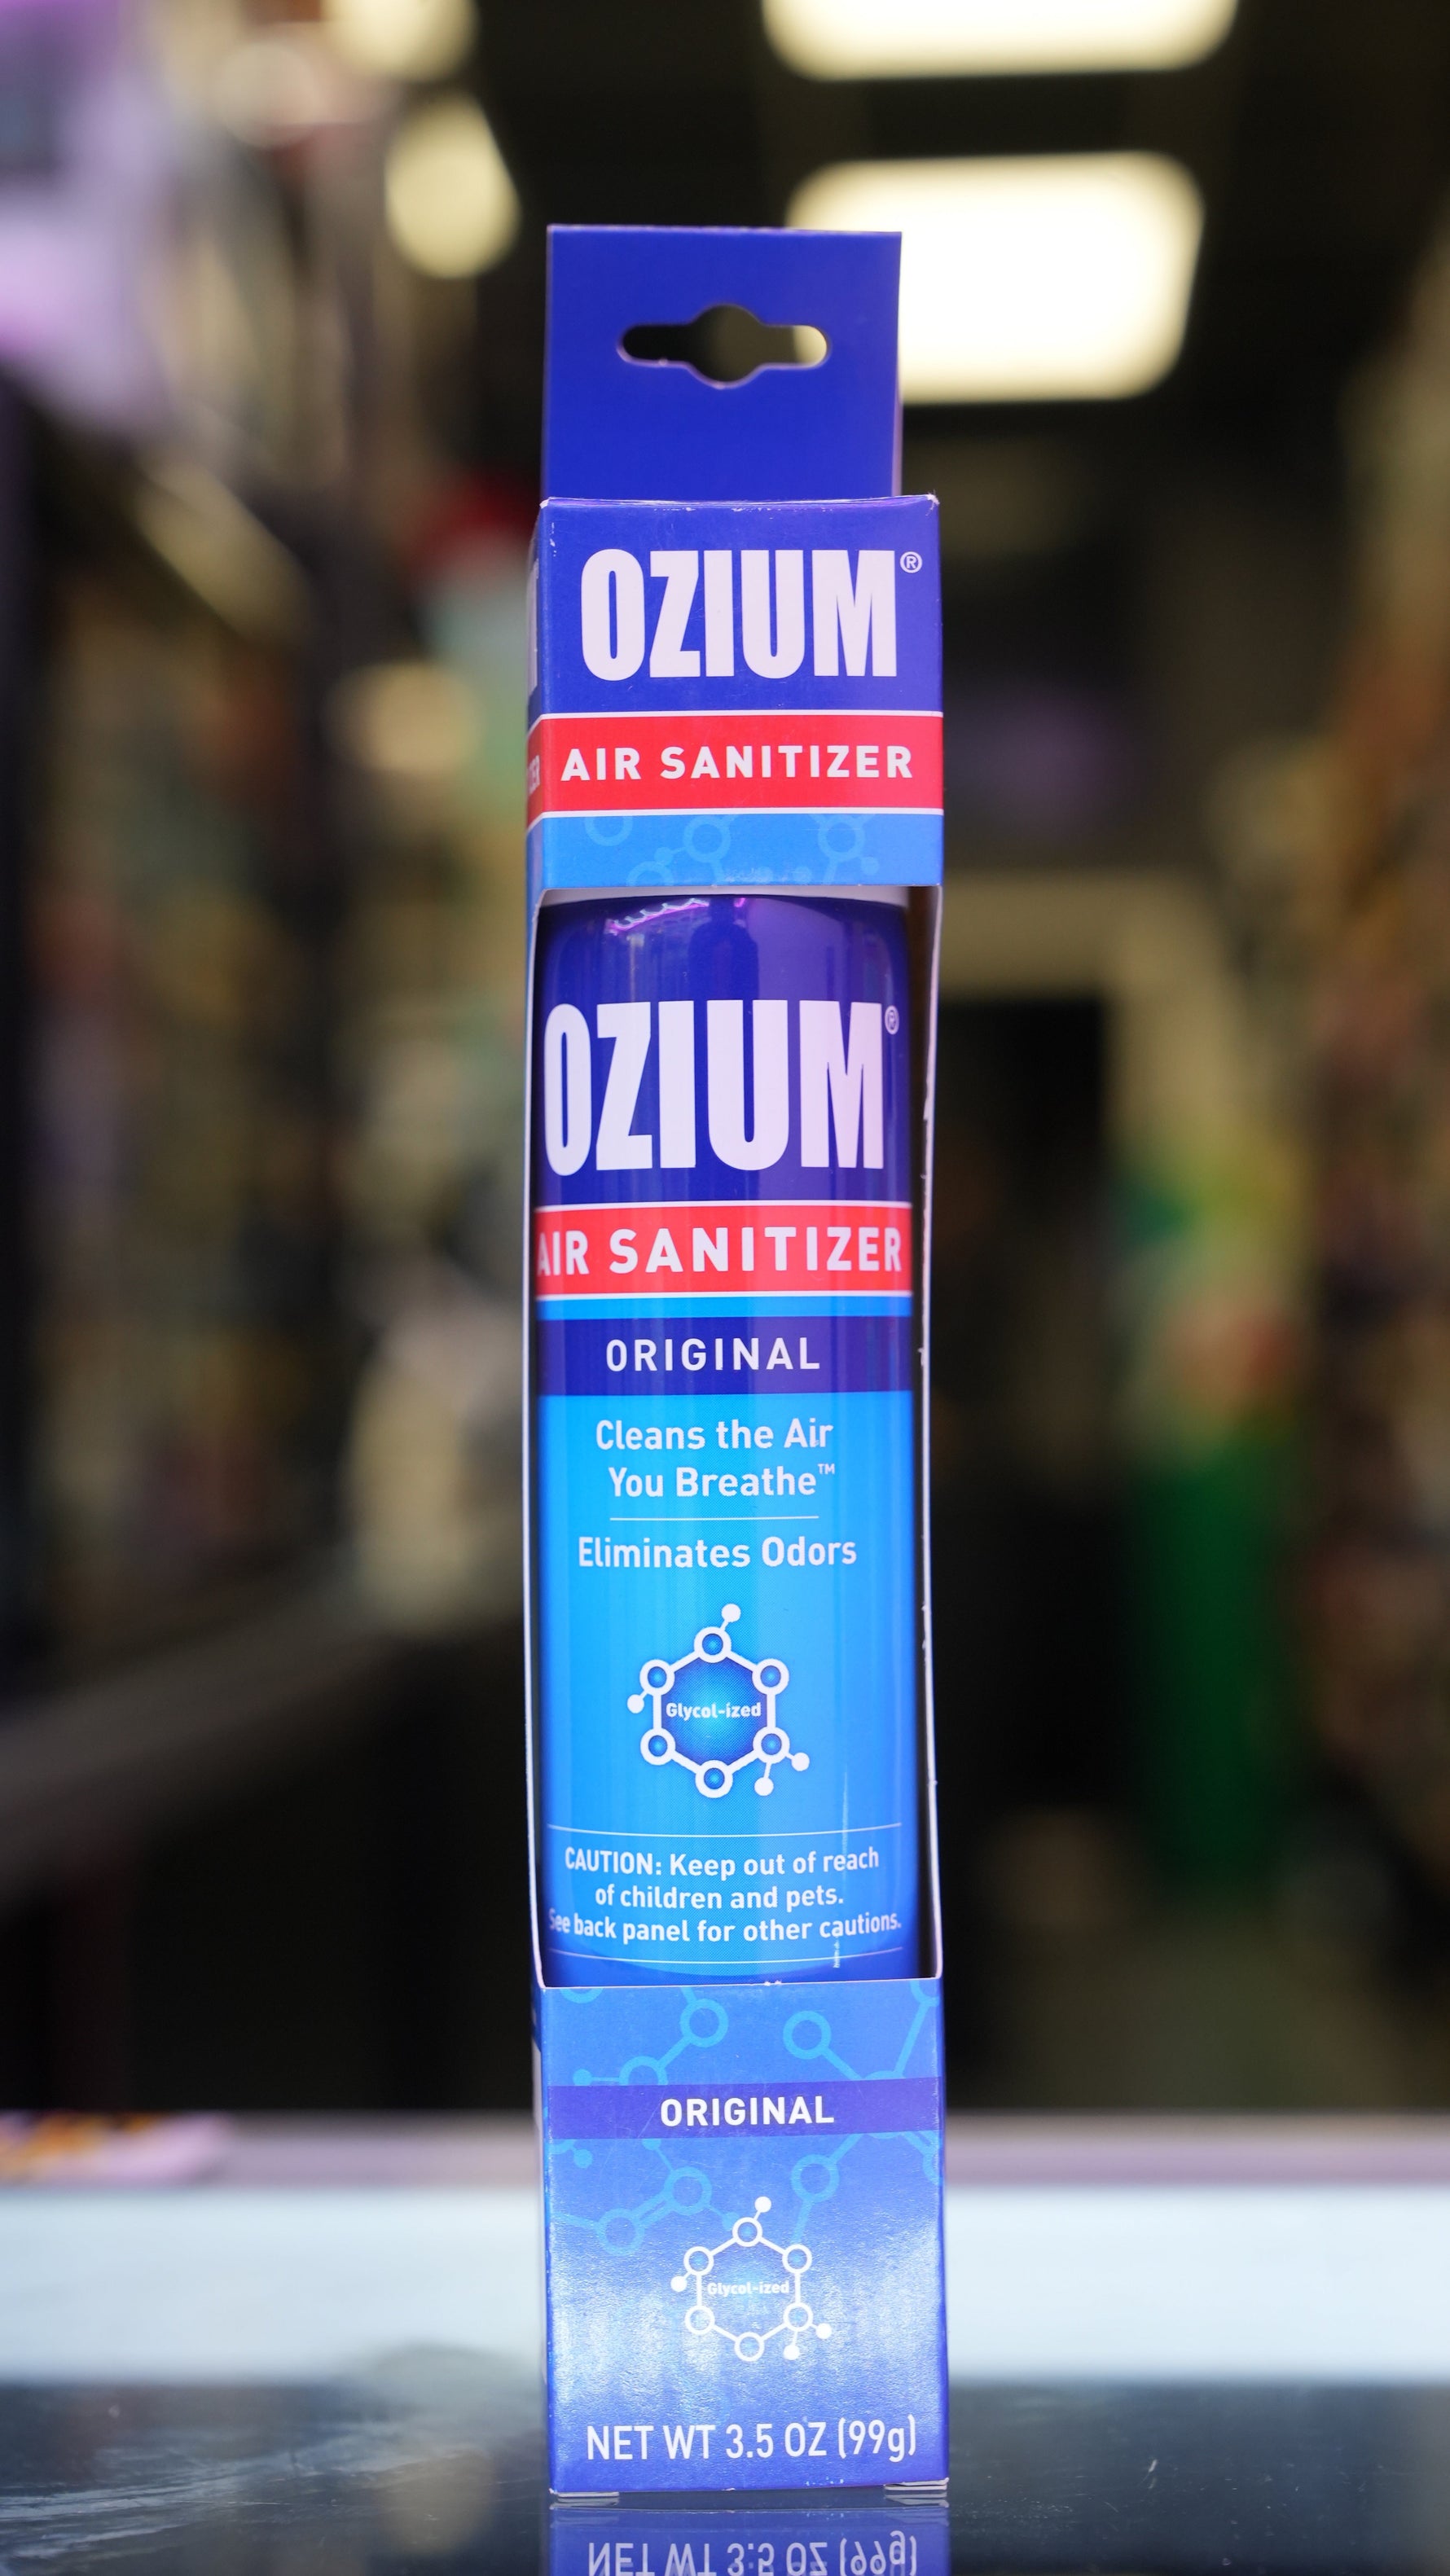 OZIUM®
AIR SANITIZER
OZIUM®
AIR SANITIZER
ORIGINAL
Cleans the Air
You Breathe™
Eliminates Odors
Glycol-ized
CAUTION: Keep out of reach
of children and pets.
See back panel for other cautions.
ORIGINAL
Glycol-ized
NET WT 3.5 OZ (99g)